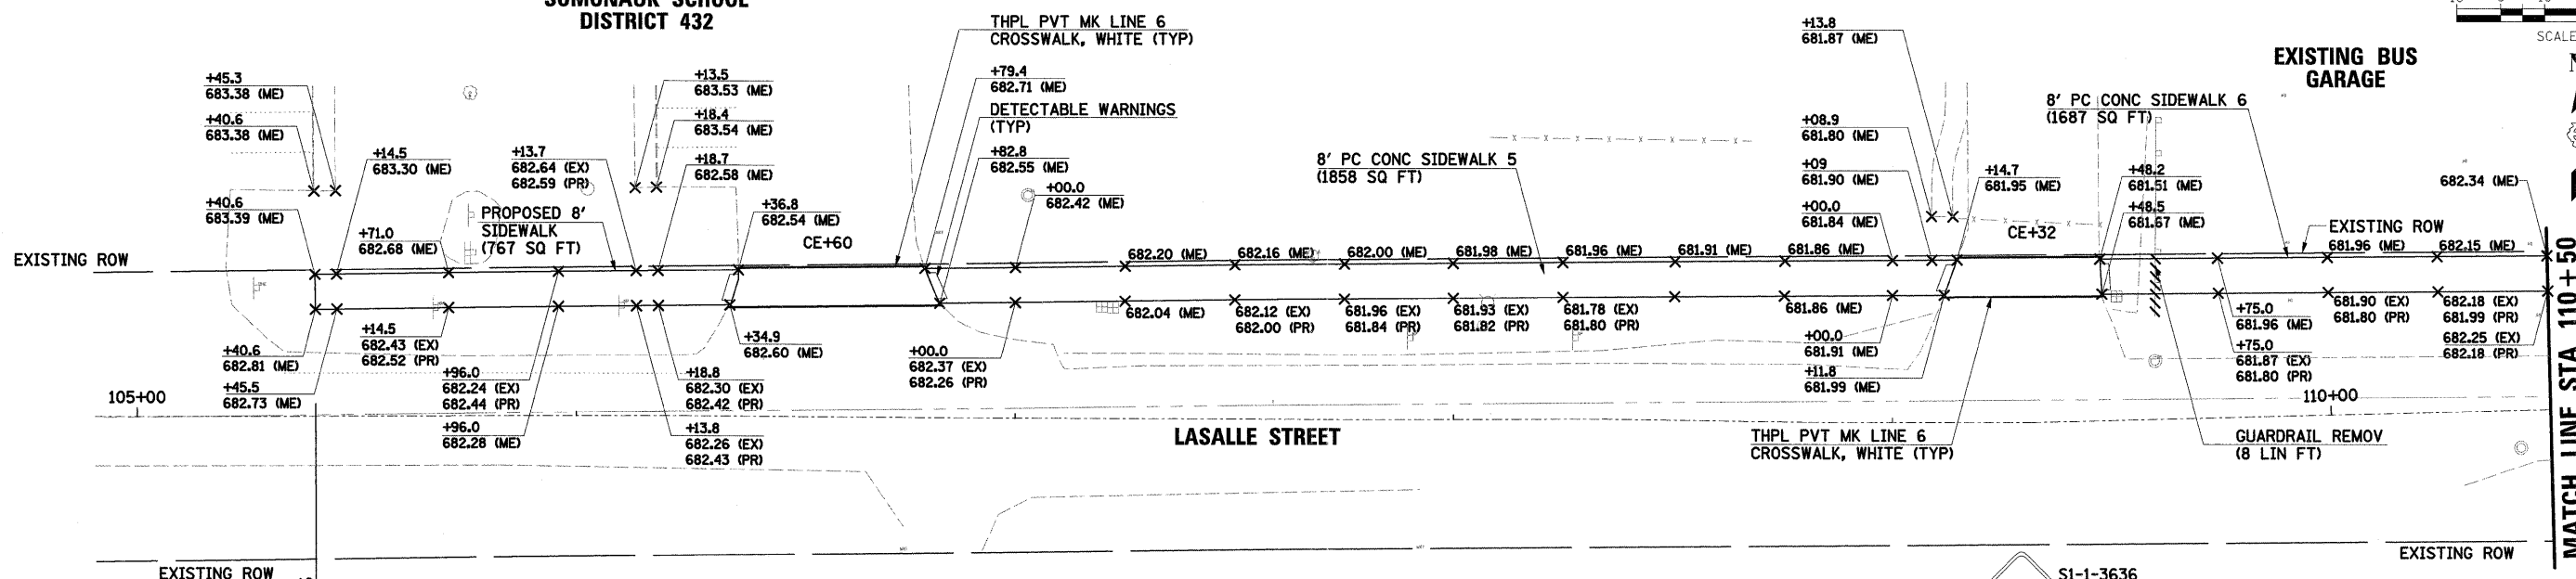 DISTRICT 432
THPL PVT MK LINE 6
CROSSWALK, WHITE (TYP)
+13.8
681.87 (ME)
SCALE
EXISTING BUS
GARAGE
+45.3
683.38 (ME)
+13.5
683.53 (ME)
+79.4
682.71 (ME)
8' PC CONC SIDEWALK 6
(1687 SQ FT)
+40.6
683.38 (ME)
+18.4
683.54 (ME)
DETECTABLE WARNINGS
(TYP)
+08.9
681.80 (ME)
+14.5
683.30 (ME)
+13.7
682.64 (EX)
682.59 (PR)
+18.7
682.58 (ME)
+82.8
682.55 (ME)
8' PC CONC SIDEWALK 5
(1858 SQ FT)
+09
681.90 (ME)
+14.7
681.95 (ME)
+48.2
681.51 (ME)
682.34 (ME)
+40.6
683.39 (ME)
PROPOSED 8'
SIDEWALK
(767 SQ FT)
+36.8
682.54 (ME)
+00.0
682.42 (ME)
+00.0
681.84 (ME)
+48.5
681.67 (ME)
+71.0
682.68 (ME)
CE+60
CE+32
EXISTING ROW
EXISTING ROW
682.20 (ME)
682.16 (ME)
682.00 (ME)
681.98 (ME)
681.96 (ME)
681.91 (ME)
681.86 (ME)
681.96 (ME)
682.15 (ME)
+14.5
682.43 (EX)
682.52 (PR)
+34.9
682.60 (ME)
682.04 (ME)
682.12 (EX)
682.00 (PR)
681.96 (EX)
681.84 (PR)
681.93 (EX)
681.82 (PR)
681.78 (EX)
681.80 (PR)
681.86 (ME)
+00.0
681.91 (ME)
+75.0
681.96 (ME)
681.90 (EX)
681.80 (PR)
682.18 (EX)
681.99 (PR)
+40.6
682.81 (ME)
+00.0
682.37 (EX)
682.26 (PR)
+75.0
681.87 (EX)
681.80 (PR)
682.25 (EX)
682.18 (PR)
+45.5
682.73 (ME)
+96.0
682.24 (EX)
682.44 (PR)
+18.8
682.30 (EX)
682.42 (PR)
+11.8
681.99 (ME)
105+00
110+00
+96.0
682.28 (ME)
+13.8
682.26 (EX)
682.43 (PR)
LASALLE STREET
THPL PVT MK LINE 6
CROSSWALK, WHITE (TYP)
GUARDRAIL REMOV
(8 LIN FT)
MATCH LINE STA 110+50
EXISTING ROW
EXISTING ROW
S1-1-3636